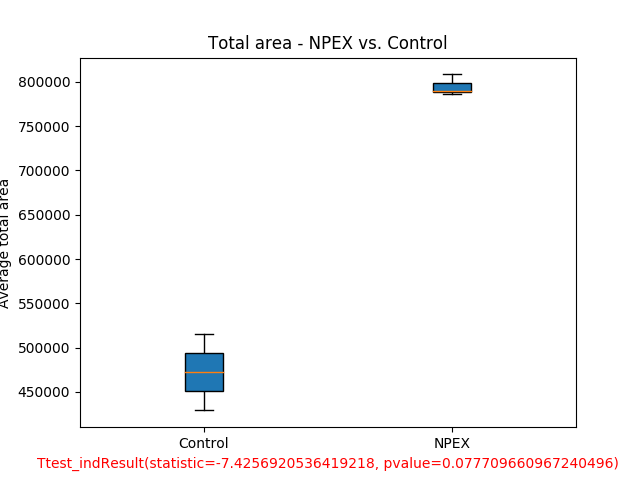 Total area - NPEX vs. Control
Average total area
800000
750000
700000
650000
600000
550000
500000
450000
Control NPEX
Ttest_indResult(statistic=-7.4256920536419218, pvalue=0.077709660967240496)